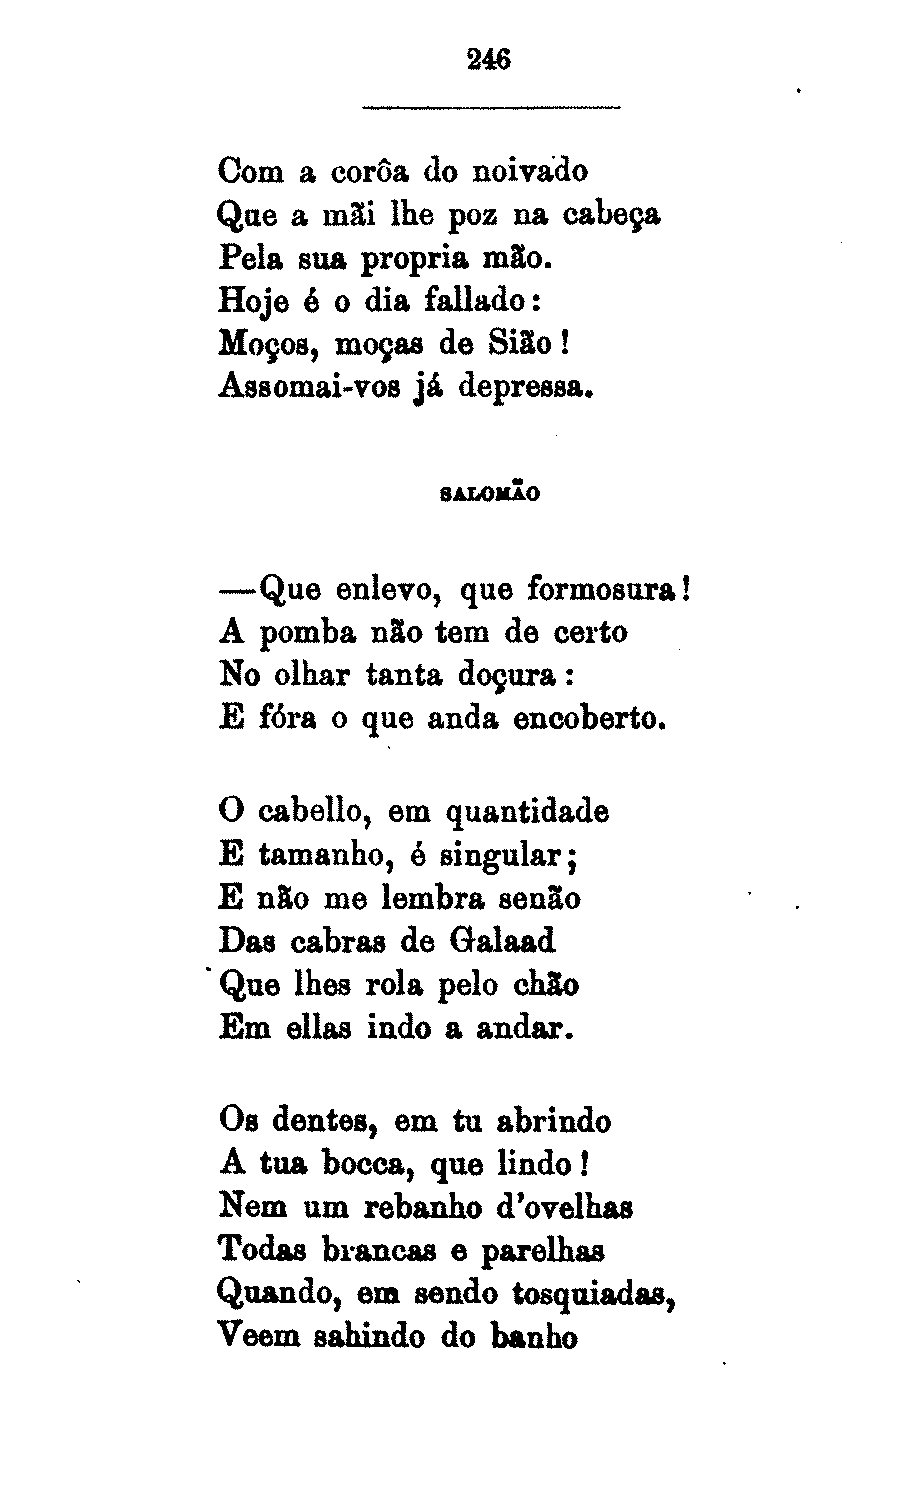 246
Com a corôa do noivado
Que a mãi lhe poz na cabeça
Pela sua propria mão.
Hoje é o dia fallado:
Moços, moças de Sião!
Assomai-vos já depressa.
SALOMÃO
—Que enlevo, que formosura!
A pomba não tem de certo
No olhar tanta doçura:
E fóra o que anda encoberto.
O cabello, em quantidade
E tamanho, é singular;
E não me lembra senão
Das cabras de Galaad
Que lhes rola pelo chão
Em ellas indo a andar.
Os dentes, em tu abrindo
A tua bocca, que lindo!
Nem um rebanho d'ovelhas
Todas brancas e parelhas
Quando, em sendo tosquiadas,
Veem sahindo do banho